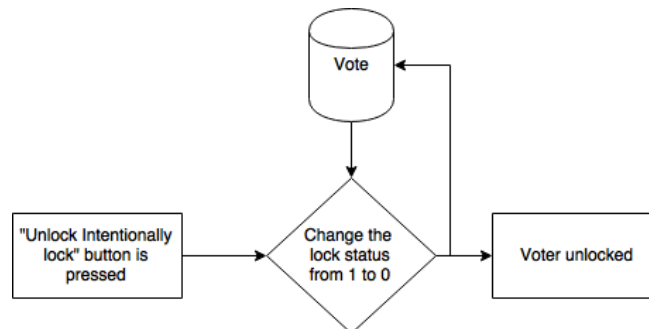 Vote
"Unlock Intentionally
lock" button is
pressed
Change the
lock status
from 1 to 0
Voter unlocked